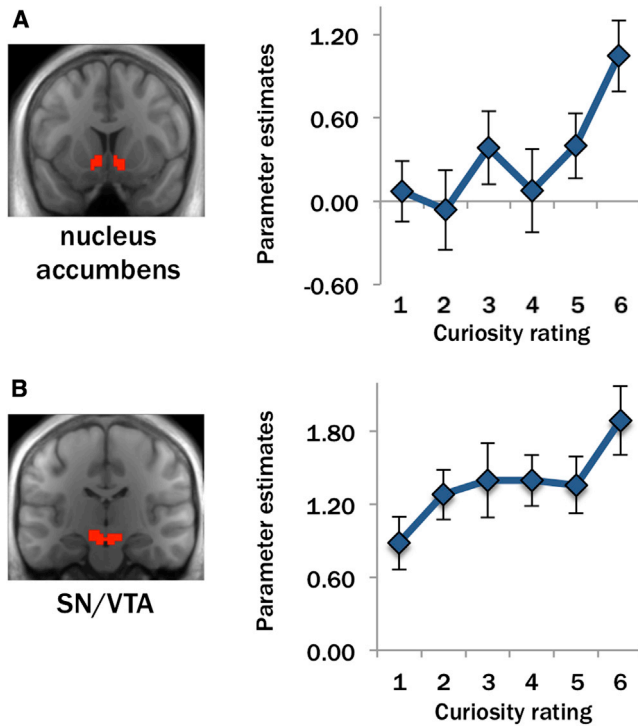 A
1.20
0.60
0.00
-0.60
Parameter estimates
1 2 3 4 5 6
Curiosity rating
nucleus
accumbens
B
1.80
1.20
0.60
0.00
Parameter estimates
1 2 3 4 5 6
Curiosity rating
SN/VTA